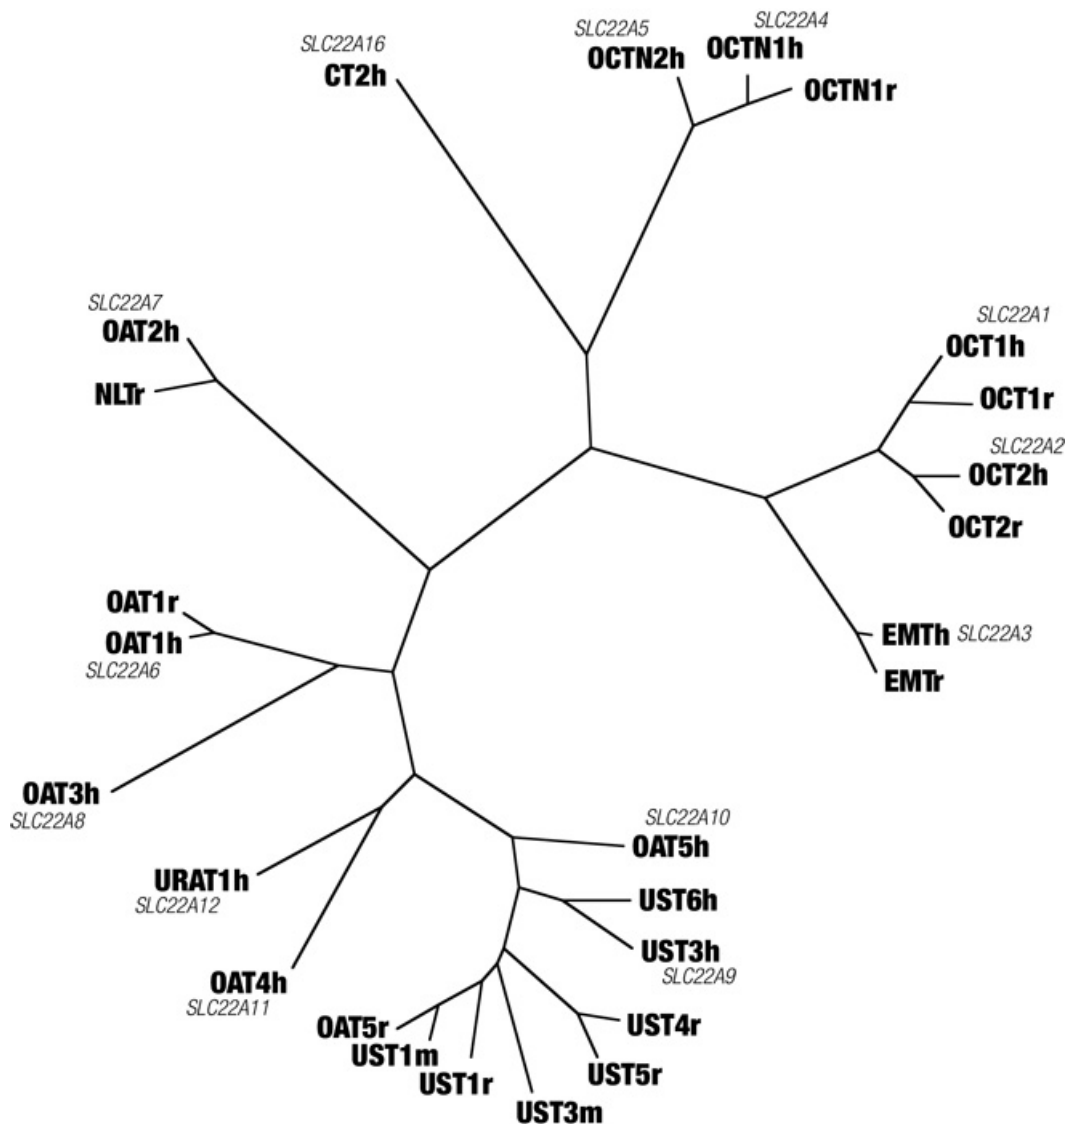 SLC22A4
SLC22A5
OCTN1h
SLC22A16
OCTN2h
CT2h
OCTN1r
SLC22A7
OAT2h
SLC22A1
OCT1h
NLTr
OCT1r
SLC22A2
OCT2h
OCT2r
OAT1r
OAT1h
SLC22A6
EMTh SLC22A3
EMTr
OAT3h
SLC22A8
SLC22A10
OAT5h
URAT1h
SLC22A12
UST6h
UST3h
SLC22A9
OAT4h
SLC22A11
OAT5r
UST4r
UST1m
UST5r
UST1r
UST3m